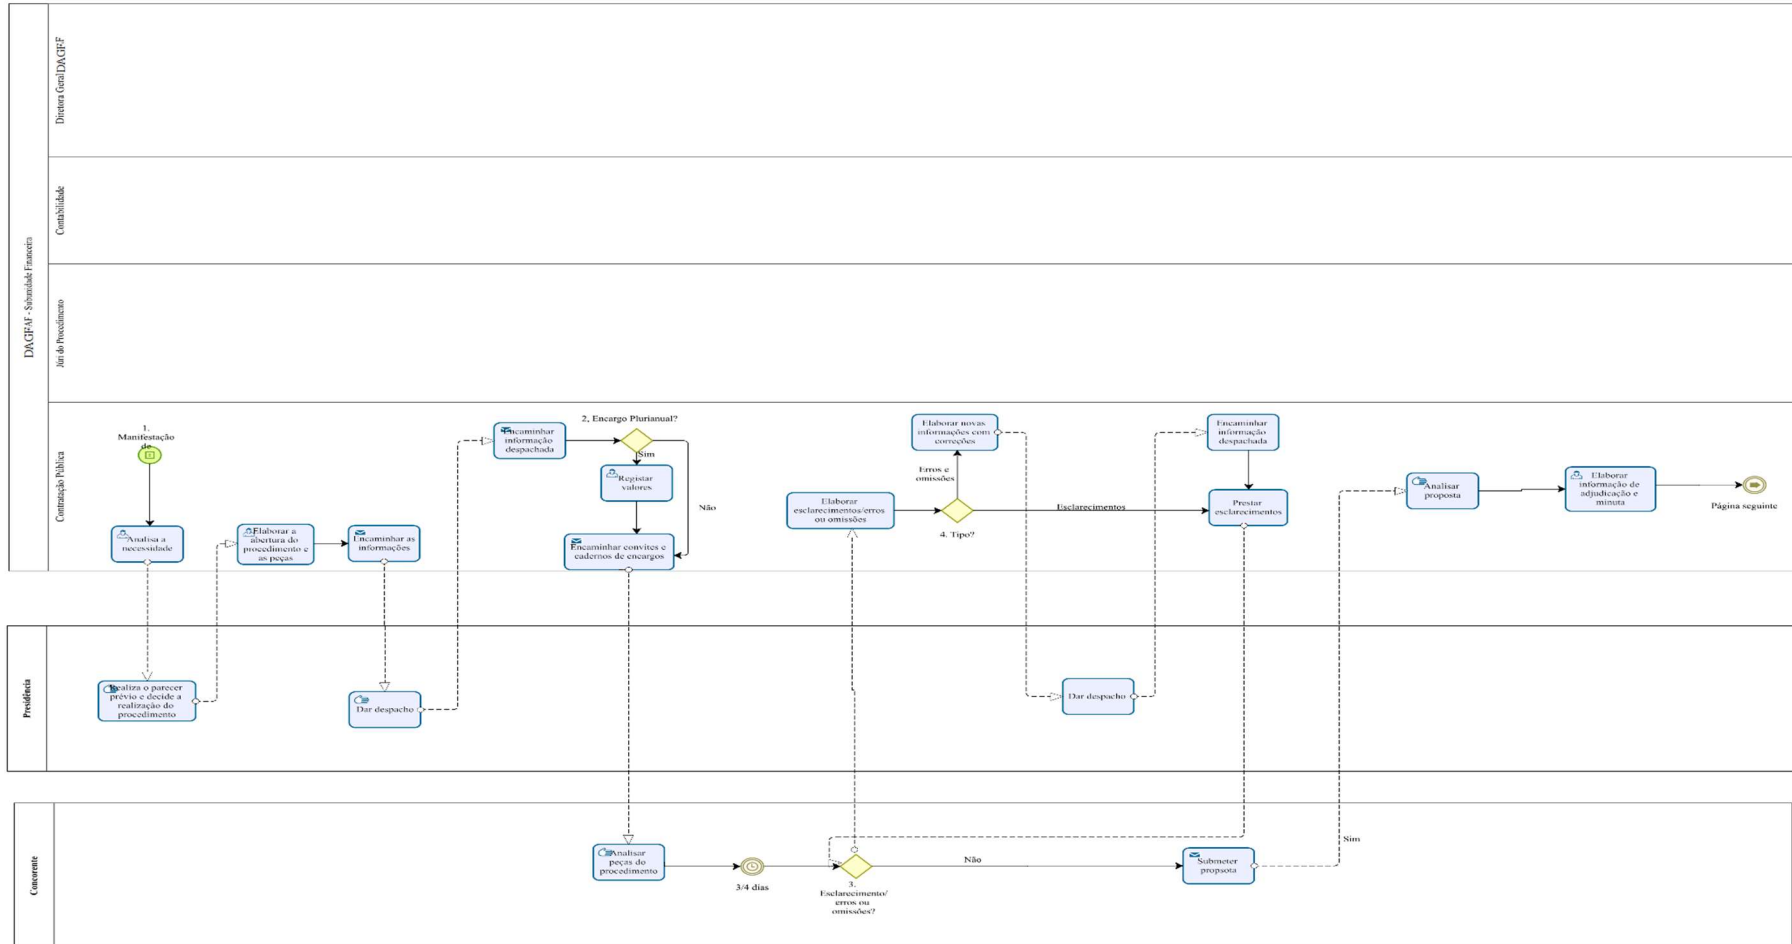 DAGF-AF - Subunidade Financeira
Diretora Geral DAGF-F
Contabilidade
Júri do Procedimento
Contratação Pública
1.
Manifestação
de
Analisa a
necessidade
Elaborar a
abertura do
procedimento e
as peças
Encaminhar as
informações
Encaminhar
informação
despachada
2, Encargo Plurianual?
Sim
Registar
valores
Não
Encaminhar convites e
cadernos de encargos
Elaborar
esclarecimentos/erros
ou omissões
Elaborar novas
informações com
correções
Erros e
omissões
4. Tipo?
Esclarecimentos
Encaminhar
informação
despachada
Prestar
esclarecimentos
Analisar
proposta
Elaborar
informação de
adjudicação e
minuta
Página seguinte
Presidência
Realiza o parecer
prévio e decide a
realização do
procedimento
Dar despacho
Dar despacho
Concorente
Analisar
peças do
procedimento
3/4 dias
3.
Esclarecimento/
erros ou
omissões?
Não
Submeter
propsota
Sim